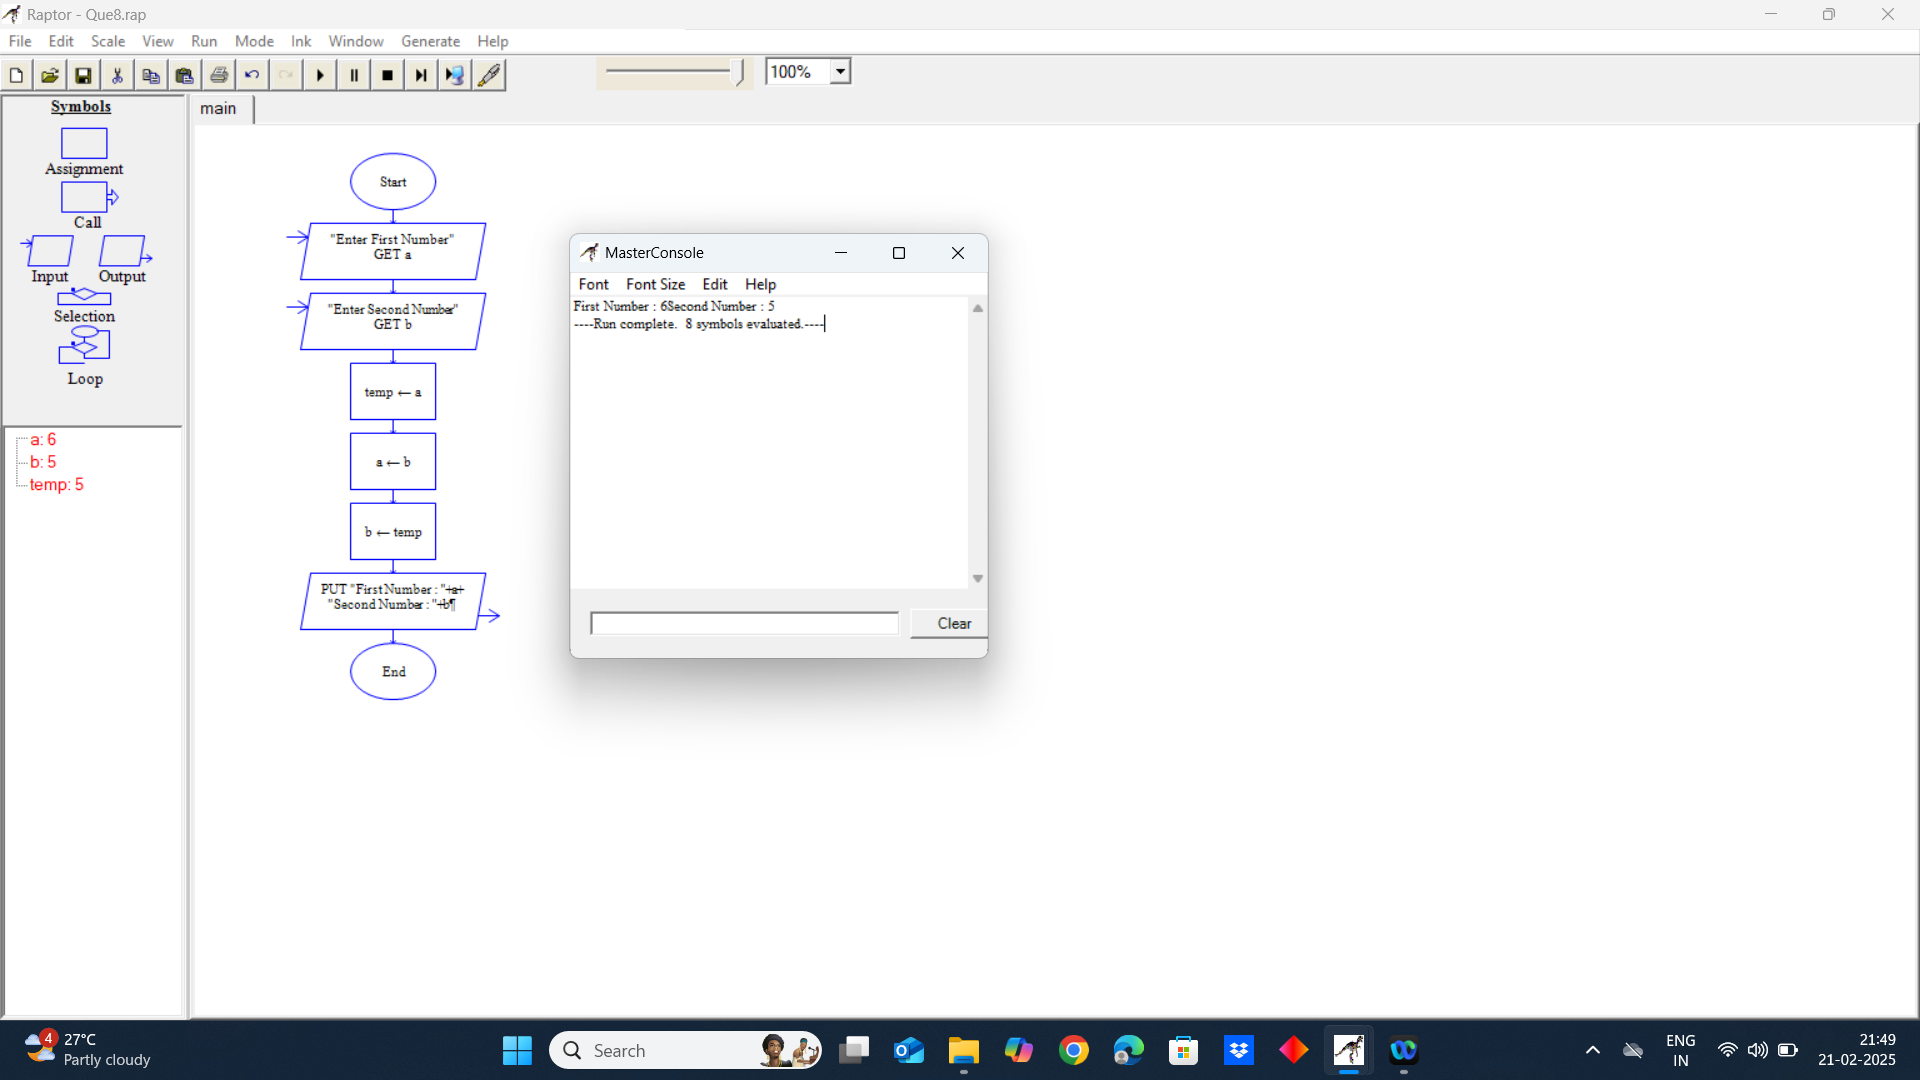 Raptor - Que8.rap
File Edit Scale View Run Mode Ink Window Generate Help
100%
Symbols
main
Assignment
Call
Input Output
Selection
Loop
a: 6
b: 5
temp: 5
Start
"Enter First Number"
GET a
"Enter Second Number"
GET b
temp ← a
a ← b
b ← temp
PUT "First Number : "+a+
"Second Number : "+b¶
End
MasterConsole
Font Font Size Edit Help
First Number : 6Second Number : 5
----Run complete.  8 symbols evaluated.----
Clear
4
27°C
Partly cloudy
Search
ENG
IN
21:49
21-02-2025